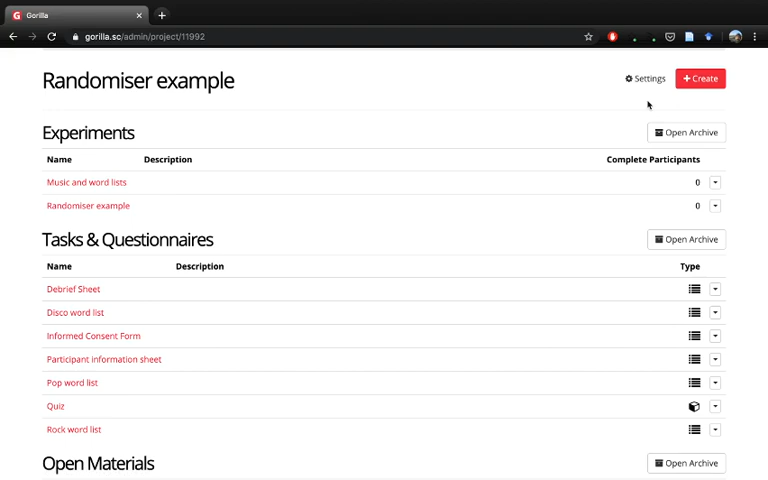 Gorilla
gorilla.sc/admin/project/11992
Randomiser example
Settings
+ Create
Experiments
Open Archive
Name Description Complete Participants
Music and word lists 0
Randomiser example 0
Tasks & Questionnaires
Open Archive
Name Description Type
Debrief Sheet
Disco word list
Informed Consent Form
Participant information sheet
Pop word list
Quiz
Rock word list
Open Materials
Open Archive